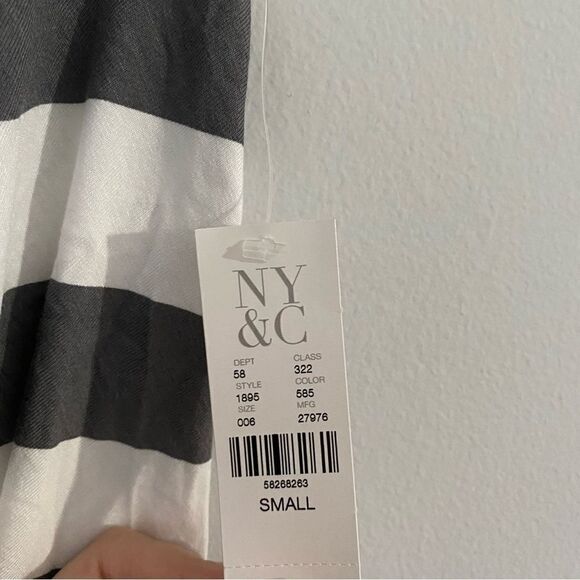 NY
&C
DEPT CLASS
58 322
STYLE COLOR
1895 585
SIZE MFG
006 27976
58268263
SMALL